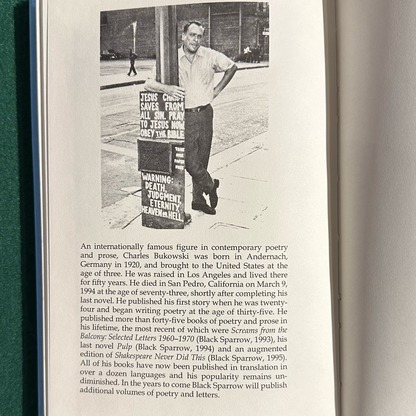 JESUS CHRIST
SAVES FROM
ALL SIN. PRAY
TO JESUS NOW
OBEY THE BIBLE
TAKE
ONE
WARNING:
DEATH,
JUDGMENT,
ETERNITY,
HEAVEN OR HELL
An internationally famous figure in contemporary poetry
and prose, Charles Bukowski was born in Andernach,
Germany in 1920, and brought to the United States at the
age of three. He was raised in Los Angeles and lived there
for fifty years. He died in San Pedro, California on March 9,
1994 at the age of seventy-three, shortly after completing his
last novel. He published his first story when he was twenty-
four and began writing poetry at the age of thirty-five. He
published more than forty-five books of poetry and prose in
his lifetime, the most recent of which were Screams from the
Balcony: Selected Letters 1960–1970 (Black Sparrow, 1993), his
last novel Pulp (Black Sparrow, 1994) and an augmented
edition of Shakespeare Never Did This (Black Sparrow, 1995).
All of his books have now been published in translation in
over a dozen languages and his popularity remains un-
diminished. In the years to come Black Sparrow will publish
additional volumes of poetry and letters.